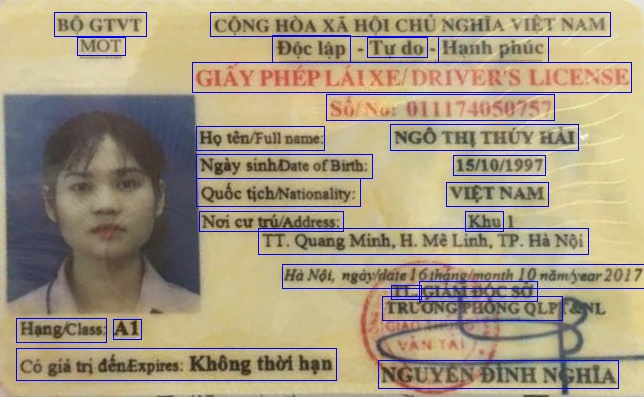 BỘ GTVT
MOT
CỘNG HÒA XÃ HỘI CHỦ NGHĨA VIỆT NAM
Độc lập - Tự do - Hạnh phúc
GIẤY PHÉP LÁI XE/DRIVER'S LICENSE
Số/No: 011174050757
Họ tên/Full name: NGÔ THỊ THÚY HẢI
Ngày sinh/Date of Birth: 15/10/1997
Quốc tịch/Nationality: VIỆT NAM
Nơi cư trú/Address: Khu 1
TT. Quang Minh, H. Mê Linh, TP. Hà Nội
Hà Nội, ngày/date 16 tháng/month 10 năm/year 2017
TL. GIÁM ĐỐC SỞ
TRƯỞNG PHÒNG QLPT&NL
GIAO THÔNG
VẬN TẢI
Hạng/Class: A1
Có giá trị đến/Expires: Không thời hạn
NGUYỄN ĐÌNH NGHĨA